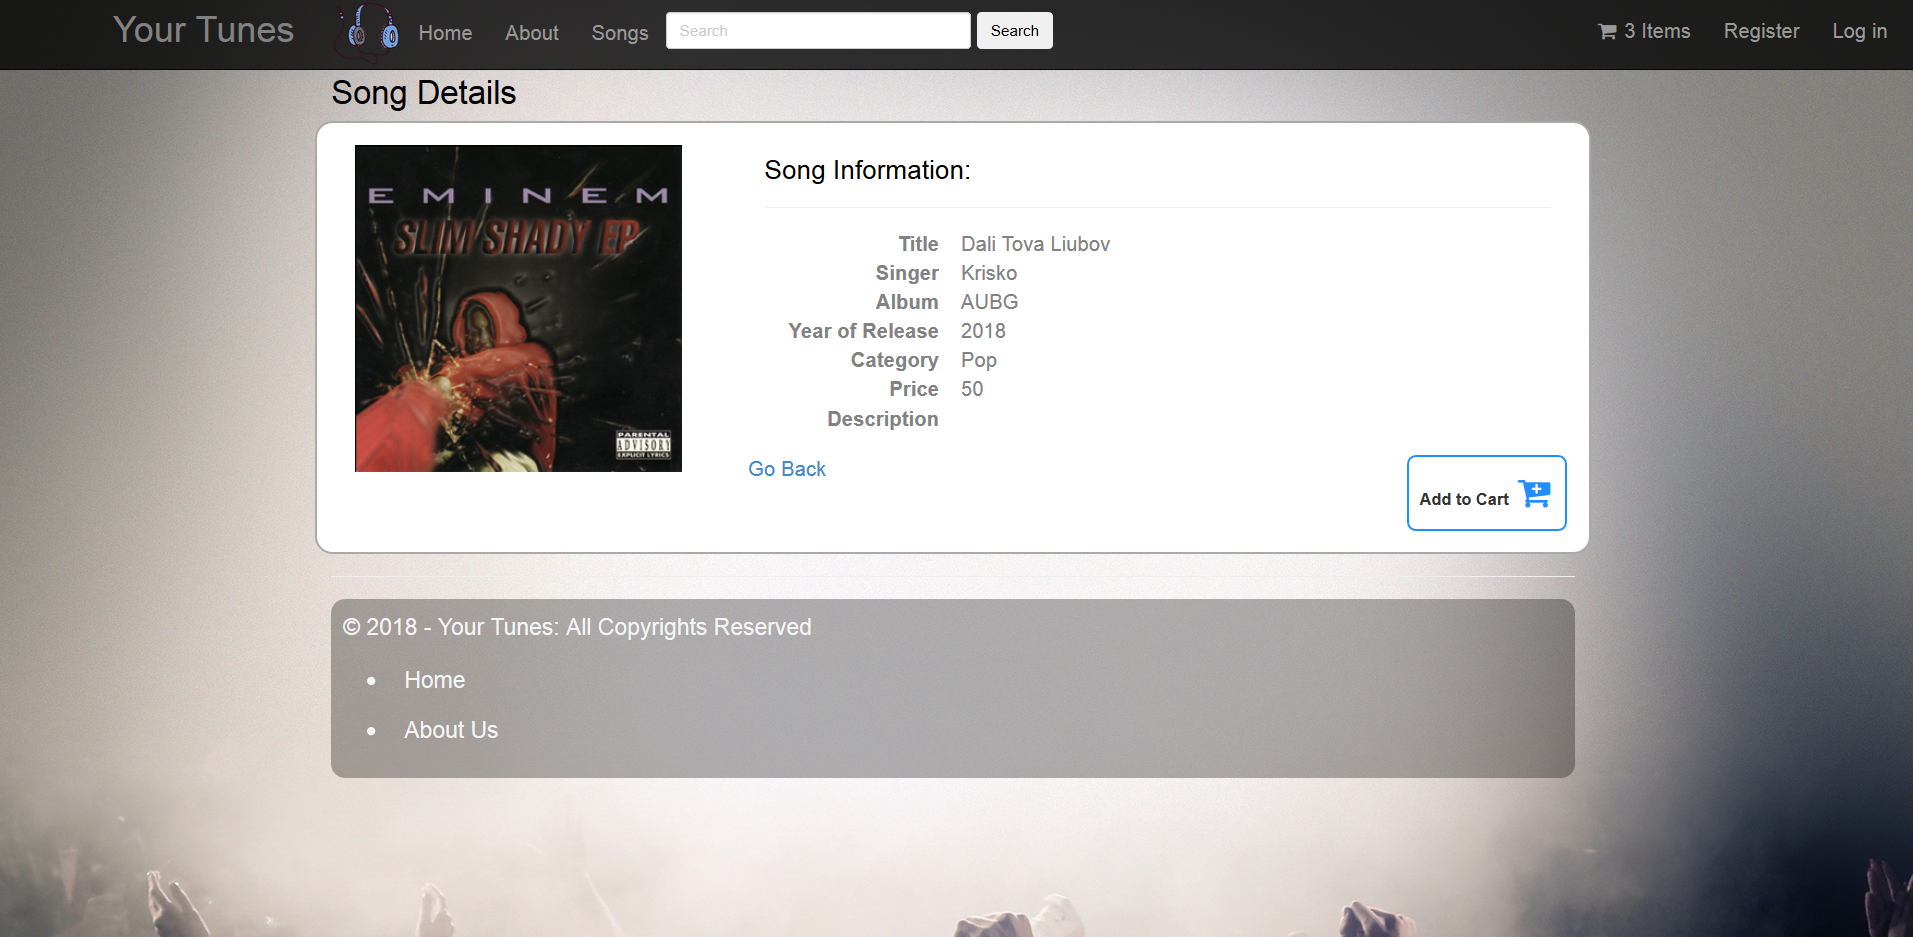 Your Tunes
Home About Songs Search Search 3 Items Register Log in
Song Details
EMINEM
SLIM SHADY EP
PARENTAL
ADVISORY
EXPLICIT LYRICS
Song Information:
Title Dali Tova Liubov
Singer Krisko
Album AUBG
Year of Release 2018
Category Pop
Price 50
Description
Go Back
Add to Cart
© 2018 - Your Tunes: All Copyrights Reserved
• Home
• About Us